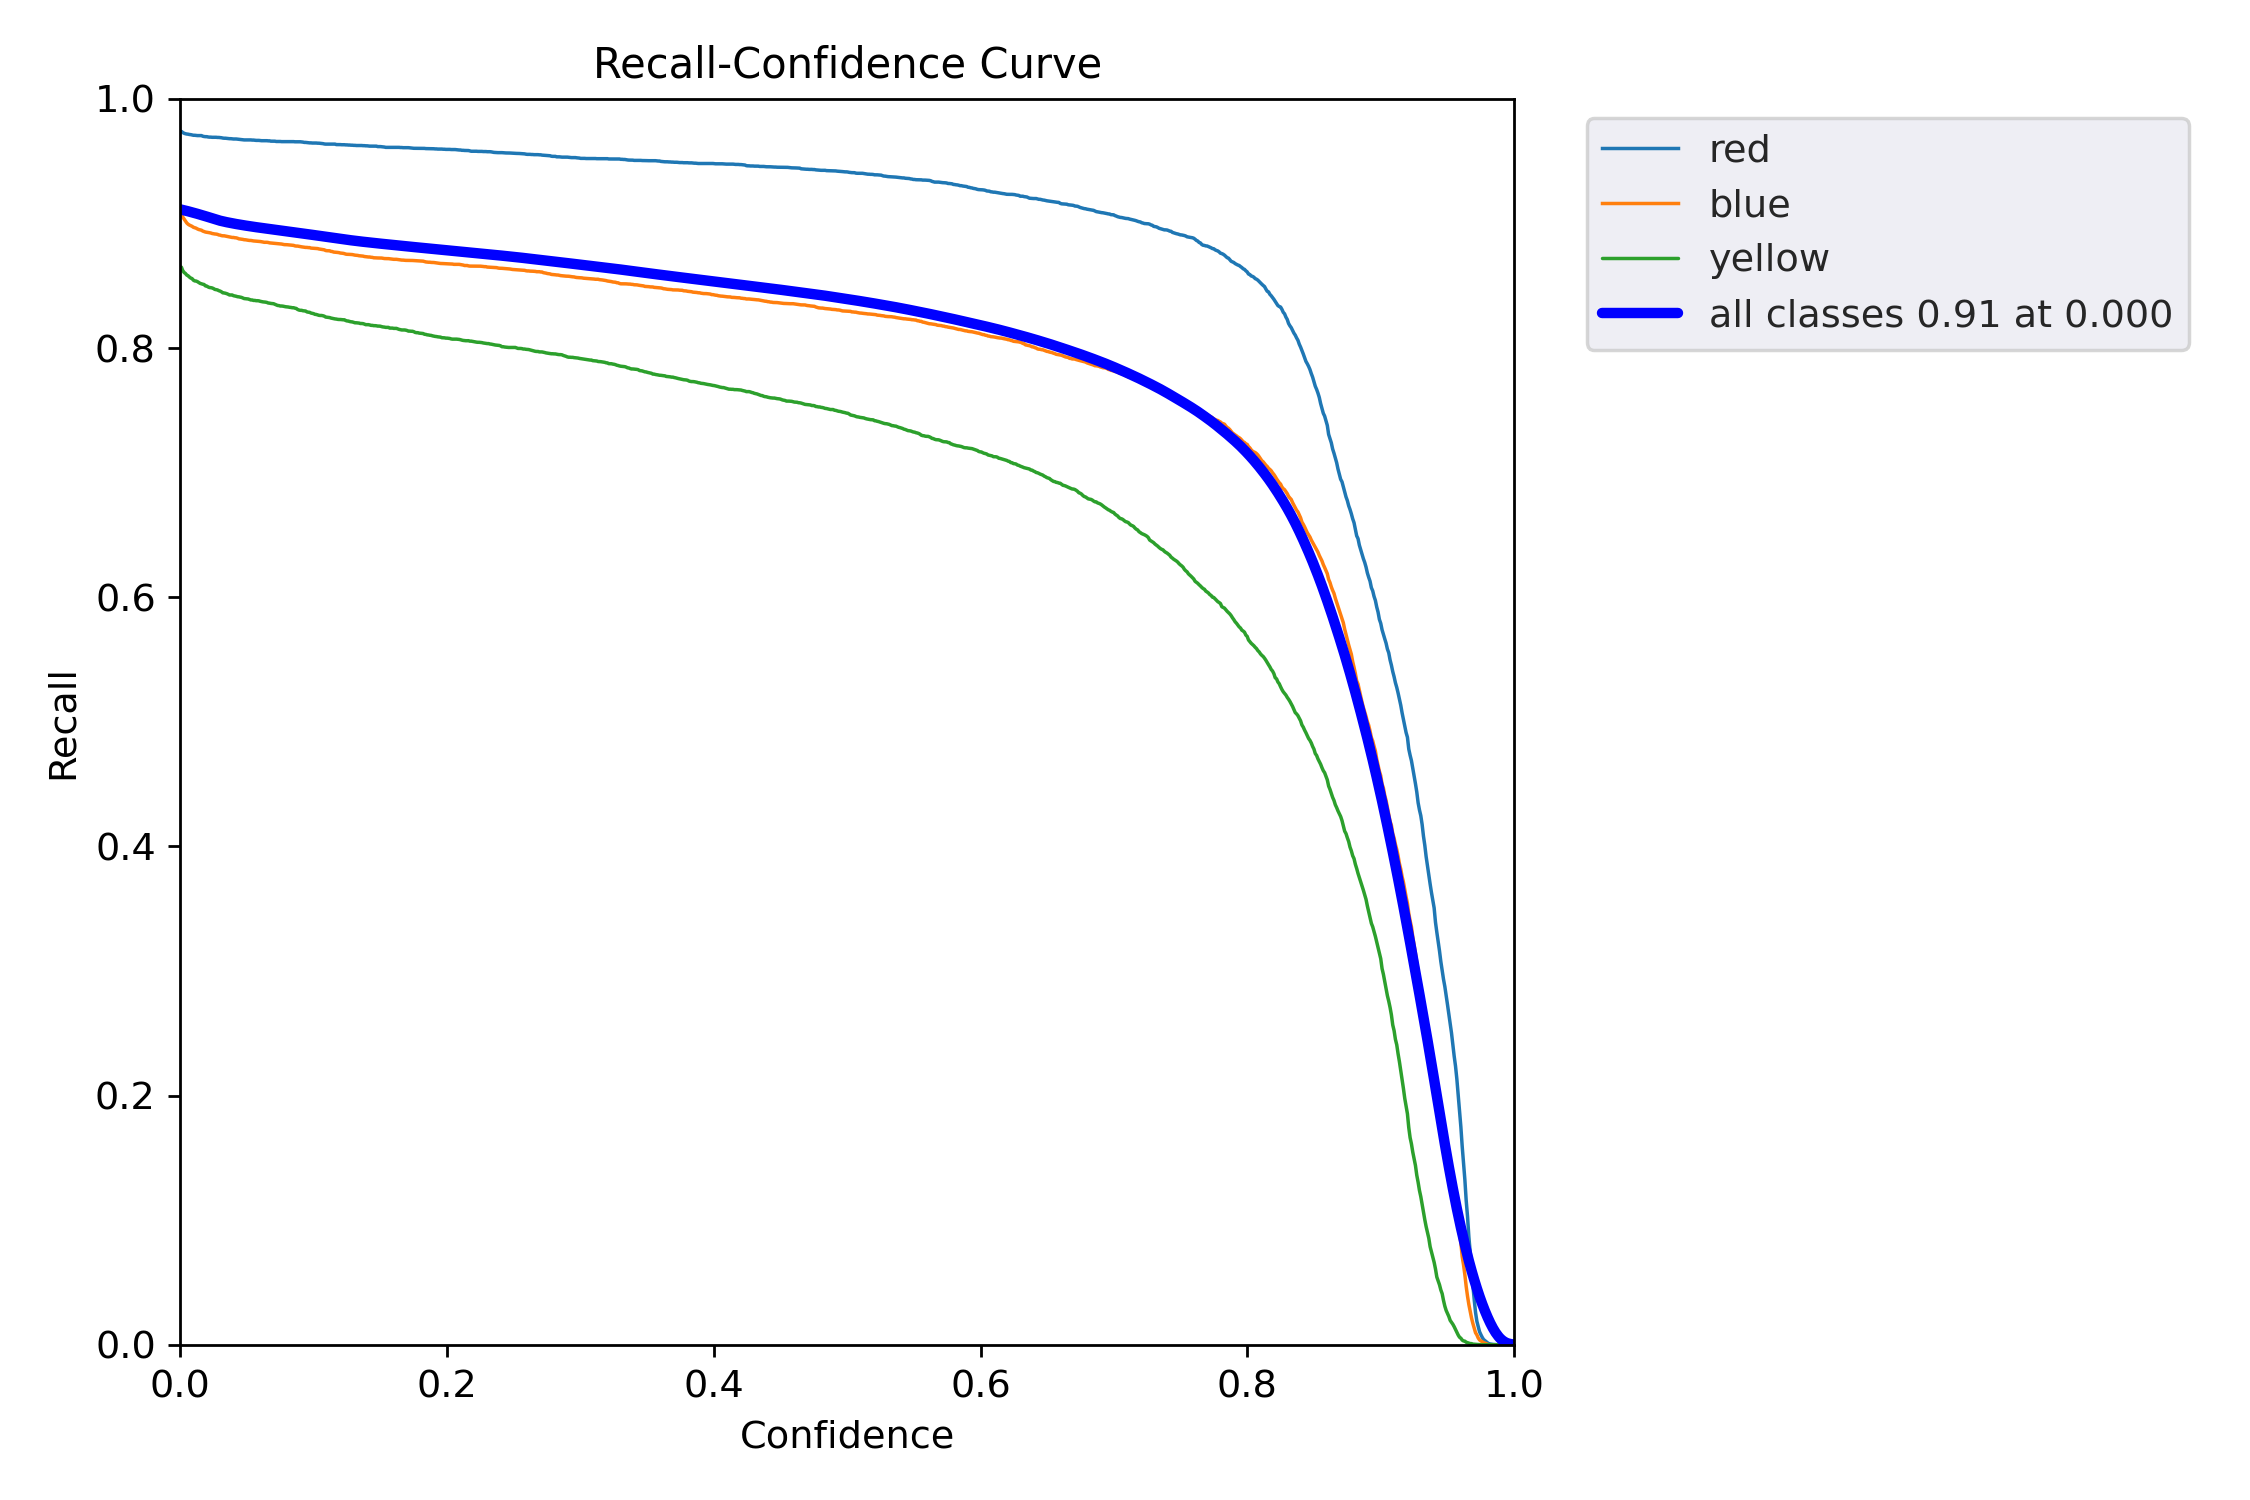 Recall-Confidence Curve
1.0
0.8
0.6
0.4
0.2
0.0
Recall
0.0 0.2 0.4 0.6 0.8 1.0
Confidence
red
blue
yellow
all classes 0.91 at 0.000